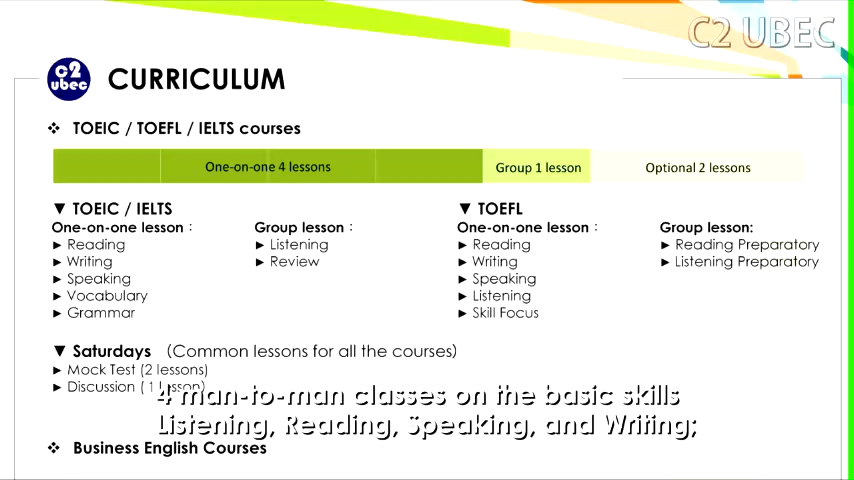 C2 UBEC
c2 ubec
CURRICULUM
❖ TOEIC / TOEFL / IELTS courses
One-on-one 4 lessons
Group 1 lesson
Optional 2 lessons
▼ TOEIC / IELTS
One-on-one lesson :
► Reading
► Writing
► Speaking
► Vocabulary
► Grammar
Group lesson :
► Listening
► Review
▼ TOEFL
One-on-one lesson :
► Reading
► Writing
► Speaking
► Listening
► Skill Focus
Group lesson:
► Reading Preparatory
► Listening Preparatory
▼ Saturdays (Common lessons for all the courses)
► Mock Test (2 lessons)
► Discussion ( 1 lesson)
4 man-to-man classes on the basic skills
Listening, Reading, Speaking, and Writing;
❖ Business English Courses